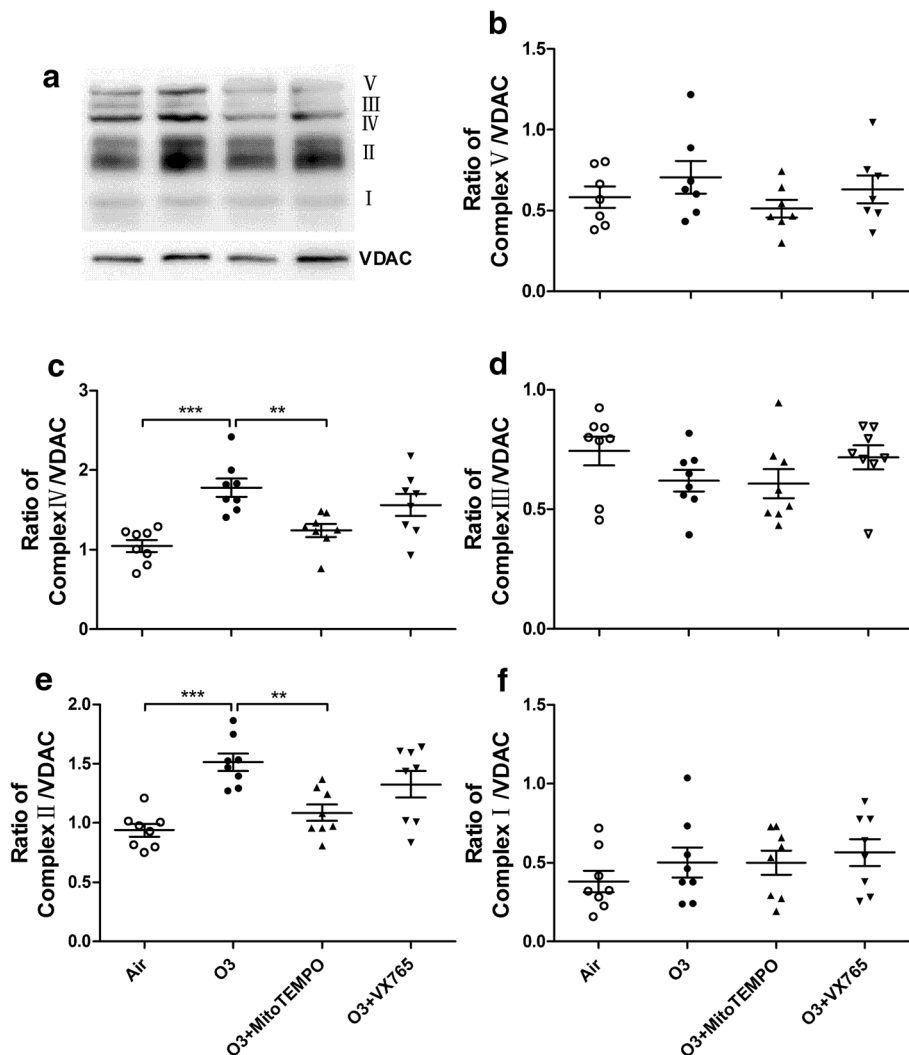 a
Ⅴ
Ⅲ
Ⅳ
Ⅱ
Ⅰ
VDAC
b
Ratio of
Complex Ⅴ/VDAC
1.5
1.0
0.5
0.0
c
Ratio of
ComplexⅣ/VDAC
3
2
1
0
***
**
d
Ratio of
ComplexⅢ/VDAC
1.0
0.5
0.0
e
Ratio of
Complex Ⅱ/VDAC
2.0
1.5
1.0
0.5
0.0
***
**
Air
O3
O3+MitoTEMPO
O3+VX765
f
Ratio of
Complex Ⅰ/VDAC
1.5
1.0
0.5
0.0
Air
O3
O3+MitoTEMPO
O3+VX765